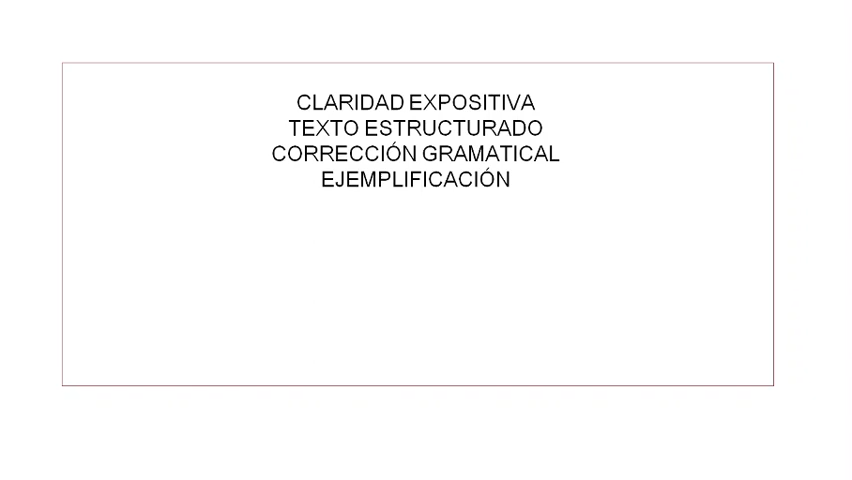 CLARIDAD EXPOSITIVA
TEXTO ESTRUCTURADO
CORRECCIÓN GRAMATICAL
EJEMPLIFICACIÓN